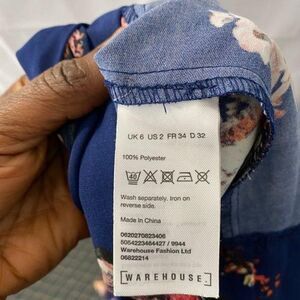 UK 6 US 2 FR 34 D 32
100% Polyester
40
Wash separately. Iron on
reverse side.
Made in China
0620270823406
5054223464427 / 9944
Warehouse Fashion Ltd
06822214
WAREHOUSE